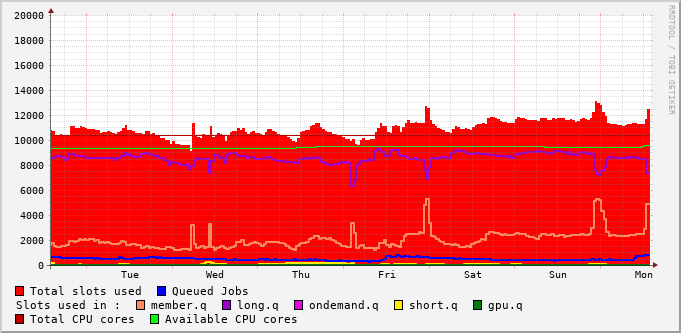 20000
18000
16000
14000
12000
10000
8000
6000
4000
2000
0
Tue Wed Thu Fri Sat Sun Mon
RRDTOOL / TOBI OETIKER
Total slots used Queued Jobs
Slots used in : member.q long.q ondemand.q short.q gpu.q
Total CPU cores Available CPU cores